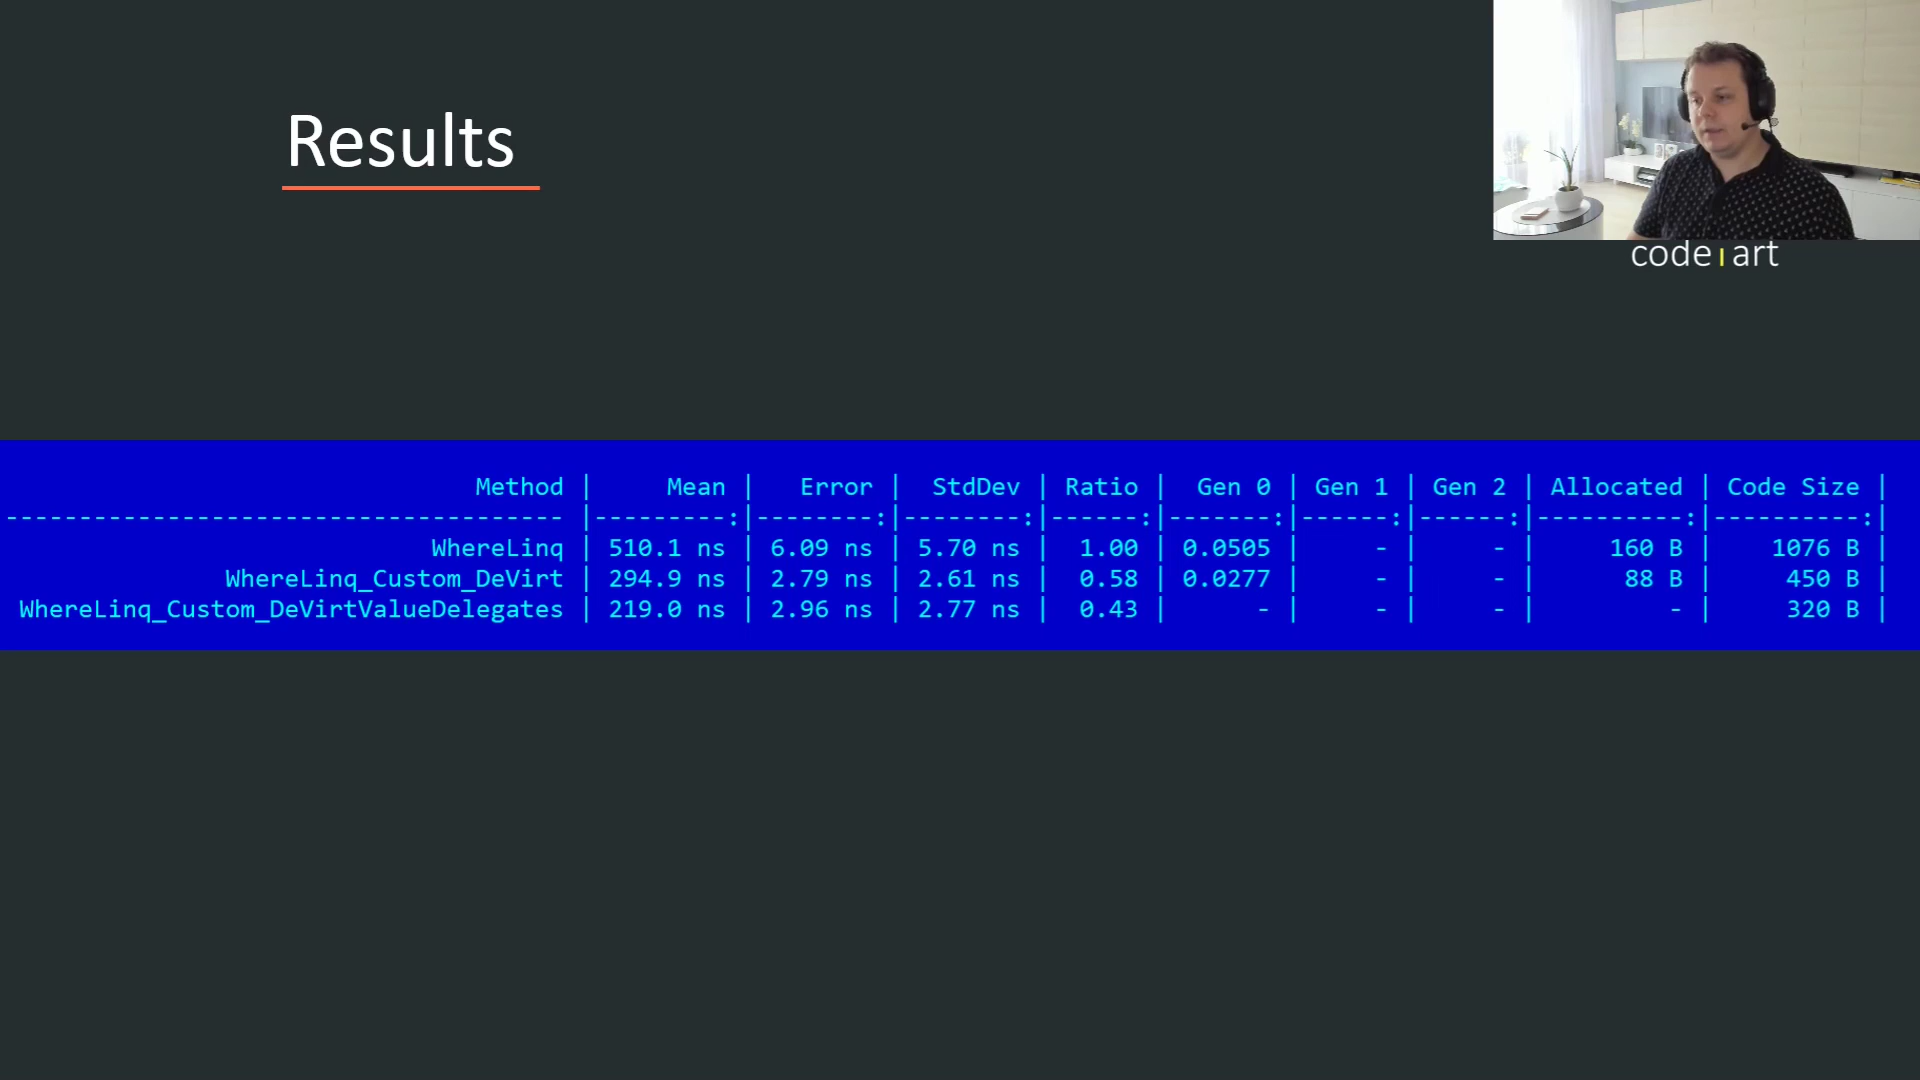 Results
code art
Method | Mean | Error | StdDev | Ratio | Gen 0 | Gen 1 | Gen 2 | Allocated | Code Size |
-------------------------------------- |---------:|--------:|--------:|------:|-------:|------:|------:|----------:|----------:|
WhereLinq | 510.1 ns | 6.09 ns | 5.70 ns | 1.00 | 0.0505 | - | - | 160 B | 1076 B |
WhereLinq_Custom_DeVirt | 294.9 ns | 2.79 ns | 2.61 ns | 0.58 | 0.0277 | - | - | 88 B | 450 B |
WhereLinq_Custom_DeVirtValueDelegates | 219.0 ns | 2.96 ns | 2.77 ns | 0.43 | - | - | - | - | 320 B |